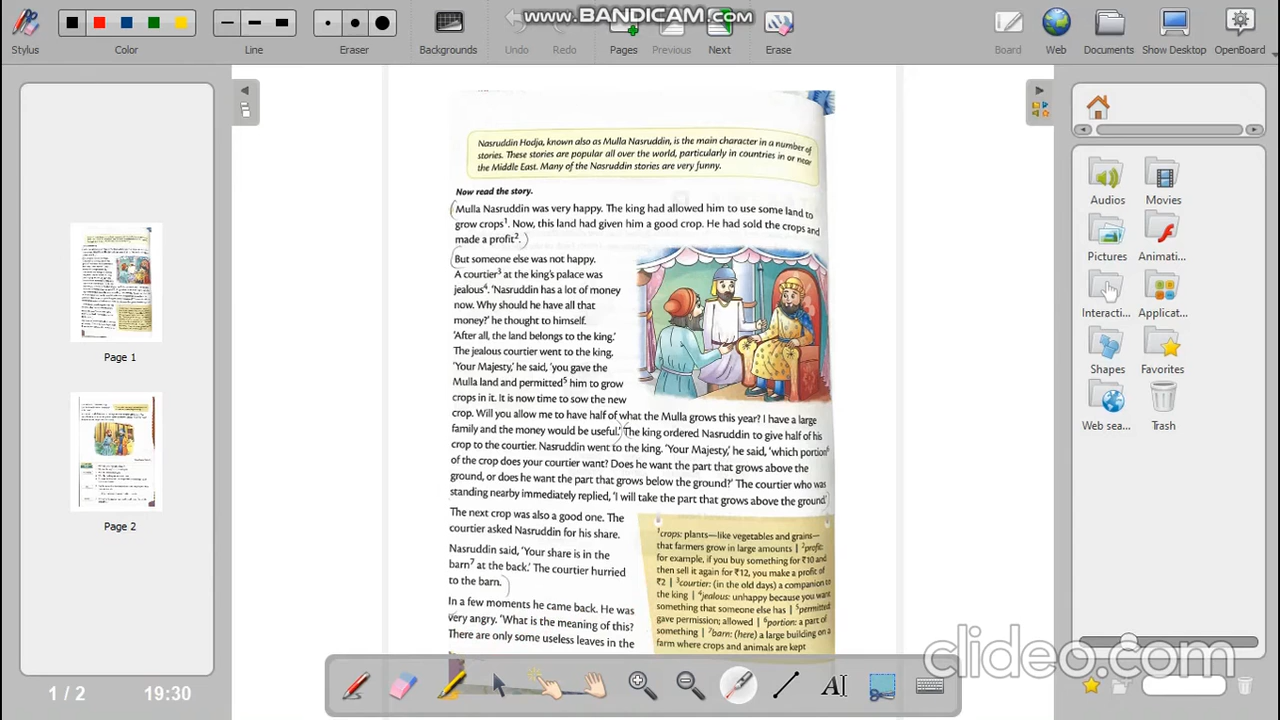 www.BANDICAM.com
Stylus
Color
Line
Eraser
Backgrounds
Undo
Redo
Pages
Previous
Next
Erase
Board
Web
Documents
Show Desktop
OpenBoard
Page 1
Page 2
1 / 2
19:30
Nasruddin Hodja, known also as Mulla Nasruddin, is the main character in a number of
stories. These stories are popular all over the world, particularly in countries in or near
the Middle East. Many of the Nasruddin stories are very funny.
Now read the story.
Mulla Nasruddin was very happy. The king had allowed him to use some land to
grow crops¹. Now, this land had given him a good crop. He had sold the crops and
made a profit².
But someone else was not happy.
A courtier³ at the king's palace was
jealous⁴. 'Nasruddin has a lot of money
now. Why should he have all that
money?' he thought to himself.
'After all, the land belongs to the king.'
The jealous courtier went to the king.
'Your Majesty,' he said, 'you gave the
Mulla land and permitted⁵ him to grow
crops in it. It is now time to sow the new
crop. Will you allow me to have half of what the Mulla grows this year? I have a large
family and the money would be useful.' The king ordered Nasruddin to give half of his
crop to the courtier. Nasruddin went to the king. 'Your Majesty,' he said, 'which portion⁶
of the crop does your courtier want? Does he want the part that grows above the
ground, or does he want the part that grows below the ground?' The courtier who was
standing nearby immediately replied, 'I will take the part that grows above the ground.'
The next crop was also a good one. The
courtier asked Nasruddin for his share.
Nasruddin said, 'Your share is in the
barn⁷ at the back.' The courtier hurried
to the barn.
In a few moments he came back. He was
very angry. 'What is the meaning of this?
There are only some useless leaves in the
¹crops: plants—like vegetables and grains—
that farmers grow in large amounts | ²profit:
for example, if you buy something for ₹10 and
then sell it again for ₹12, you make a profit of
₹2 | ³courtier: (in the old days) a companion to
the king | ⁴jealous: unhappy because you want
something that someone else has | ⁵permitted:
gave permission; allowed | ⁶portion: a part of
something | ⁷barn: (here) a large building on a
farm where crops and animals are kept
Audios
Movies
Pictures
Animati...
Interacti...
Applicat...
Shapes
Favorites
Web sea...
Trash
clideo.com